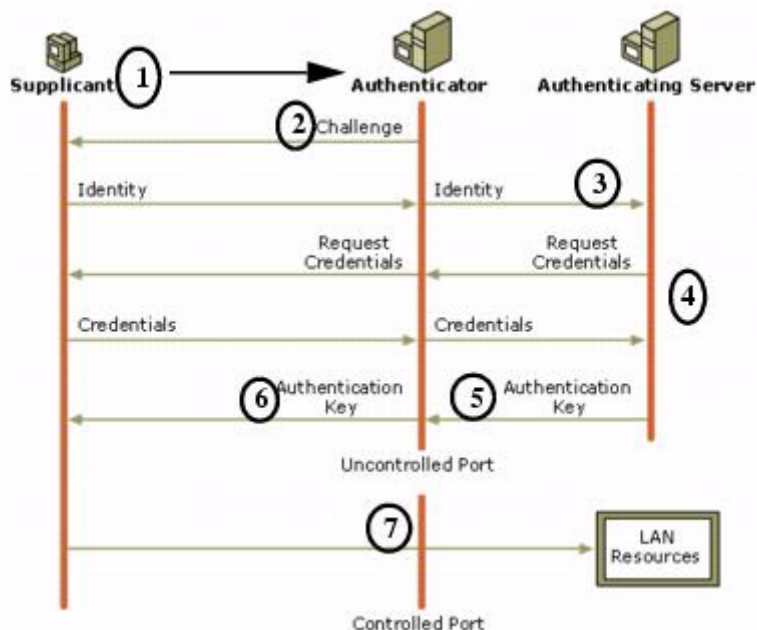 Supplicant 1 Authenticator Authenticating Server
2 Challenge
Identity Identity 3
Request
Credentials
Request
Credentials
4
Credentials Credentials
6 Authentication
Key
5 Authentication
Key
Uncontrolled Port
7
LAN
Resources
Controlled Port